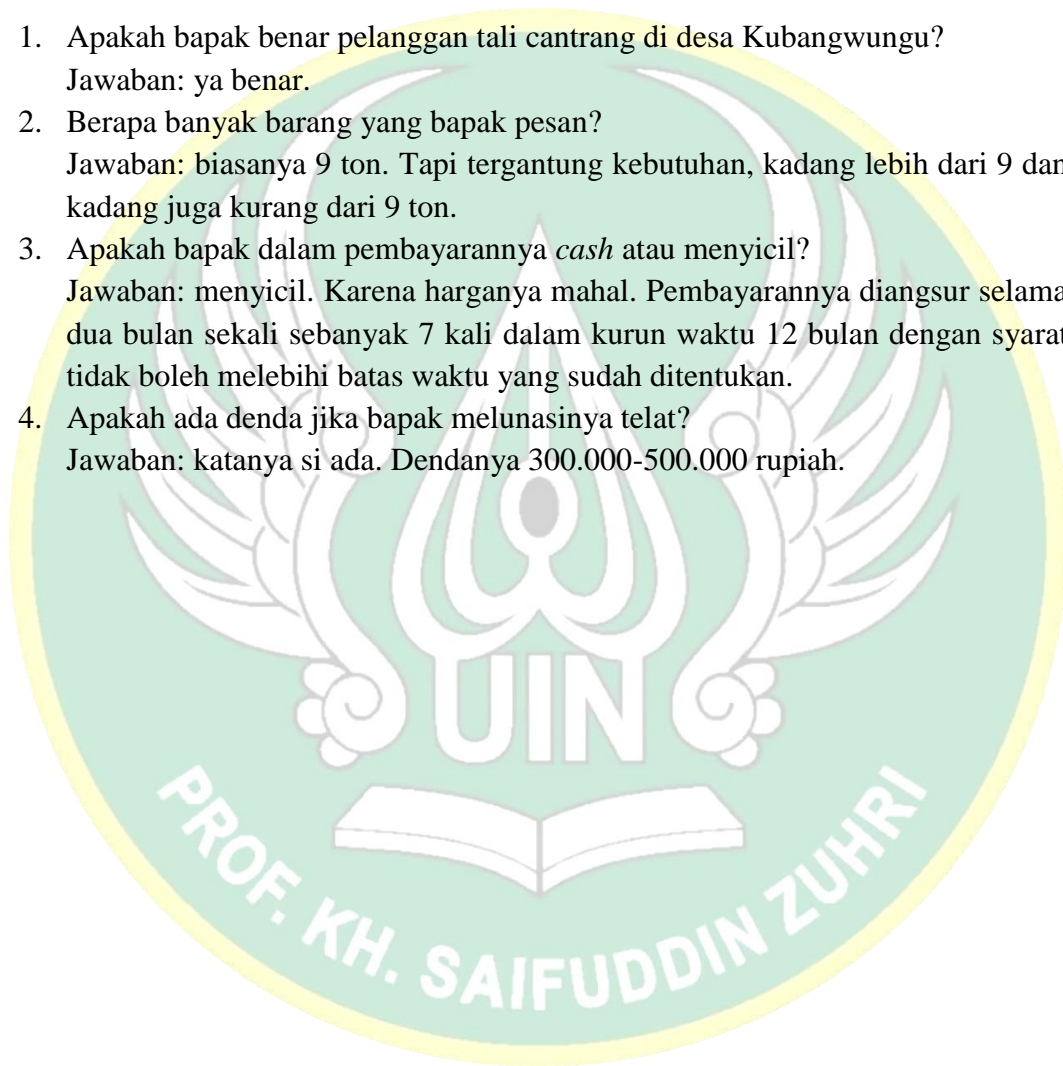 1. Apakah bapak benar pelanggan tali cantrang di desa Kubangwungu?
Jawaban: ya benar.
2. Berapa banyak barang yang bapak pesan?
Jawaban: biasanya 9 ton. Tapi tergantung kebutuhan, kadang lebih dari 9 dan
kadang juga kurang dari 9 ton.
3. Apakah bapak dalam pembayarannya cash atau menyicil?
Jawaban: menyicil. Karena harganya mahal. Pembayarannya diangsur selama
dua bulan sekali sebanyak 7 kali dalam kurun waktu 12 bulan dengan syarat
tidak boleh melebihi batas waktu yang sudah ditentukan.
4. Apakah ada denda jika bapak melunasinya telat?
Jawaban: katanya si ada. Dendanya 300.000-500.000 rupiah.
UIN
PROF. KH. SAIFUDDIN ZUHRI